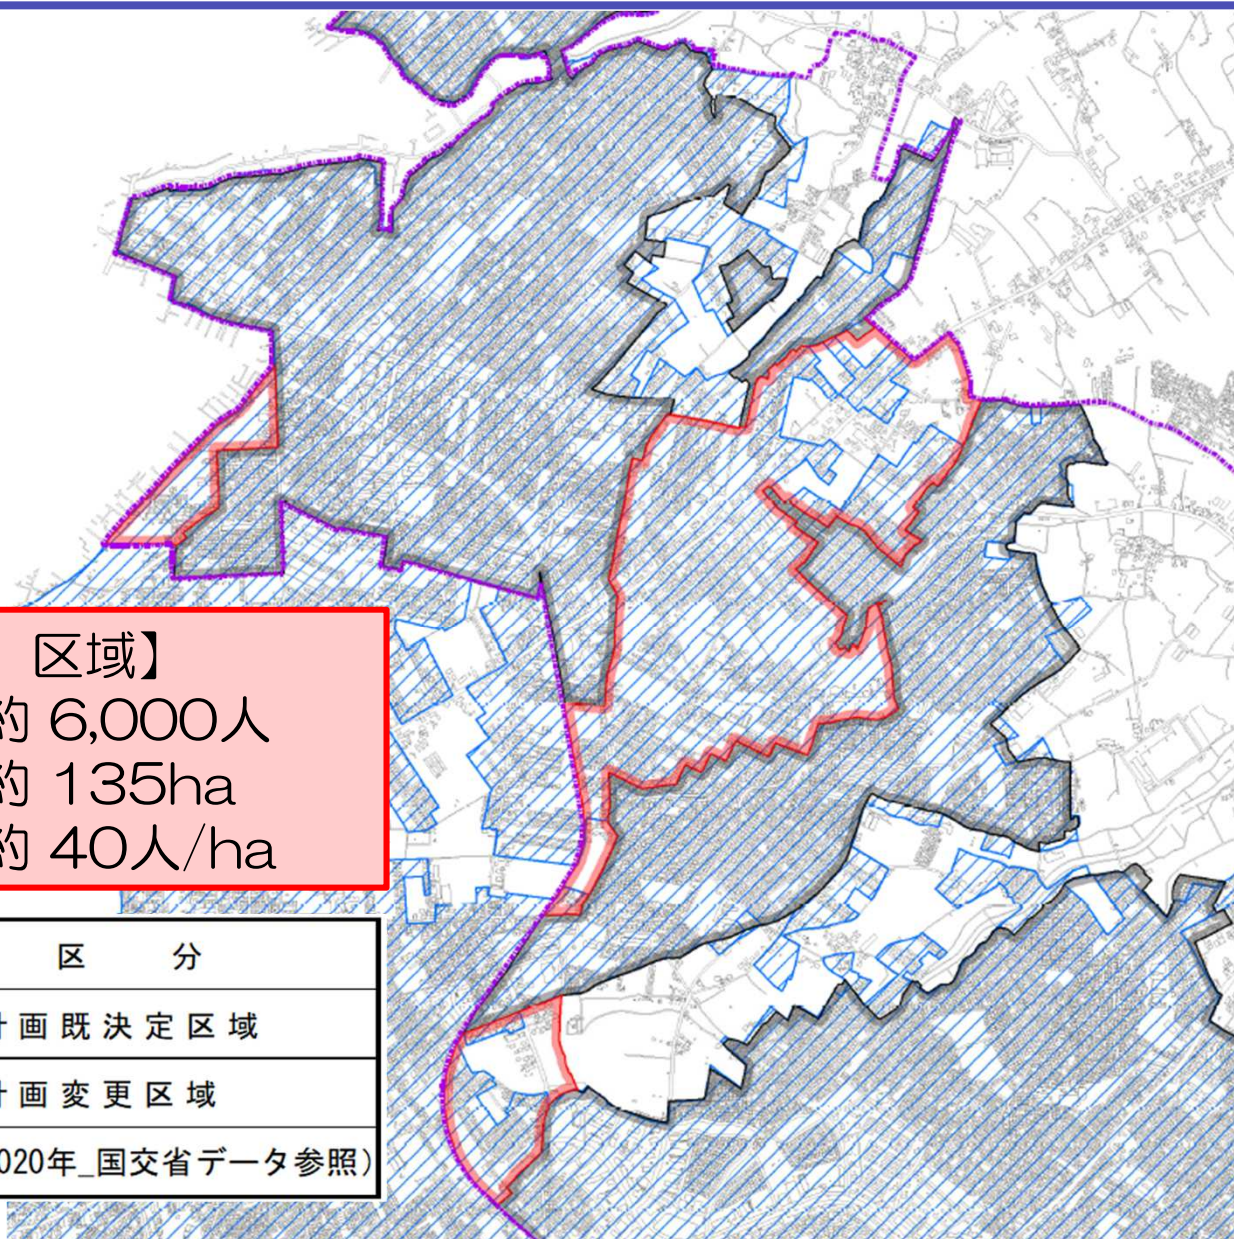 区域】
約 6,000人
約 135ha
約 40人/ha
区 分
計画既決定区域
計画変更区域
020年_国交省データ参照)